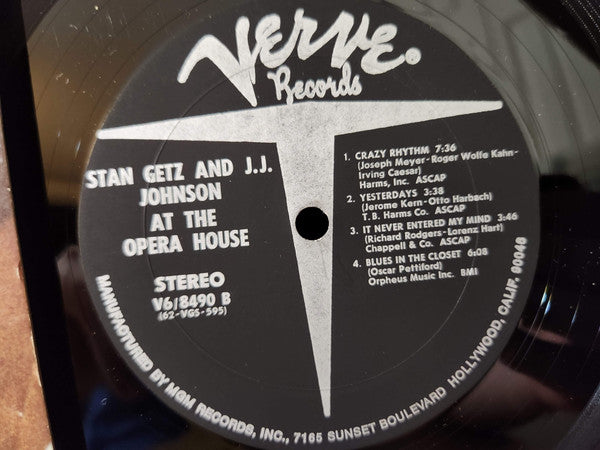 Verve
Records
STAN GETZ AND J.J.
JOHNSON
AT THE
OPERA HOUSE
STEREO
V6/8490 B
(62-VGS-595)
1. CRAZY RHYTHM 7:36
(Joseph Meyer-Roger Wolfe Kahn-
Irving Caesar)
Harms, Inc. ASCAP
2. YESTERDAYS 3:38
(Jerome Kern-Otto Harbach)
T. B. Harms Co. ASCAP
3. IT NEVER ENTERED MY MIND 3:46
(Richard Rodgers-Lorenz Hart)
Chappell & Co. ASCAP
4. BLUES IN THE CLOSET 6:08
(Oscar Pettiford)
Orpheus Music Inc. BMI
MANUFACTURED BY MGM RECORDS, INC., 7165 SUNSET BOULEVARD HOLLYWOOD, CALIF. 90046